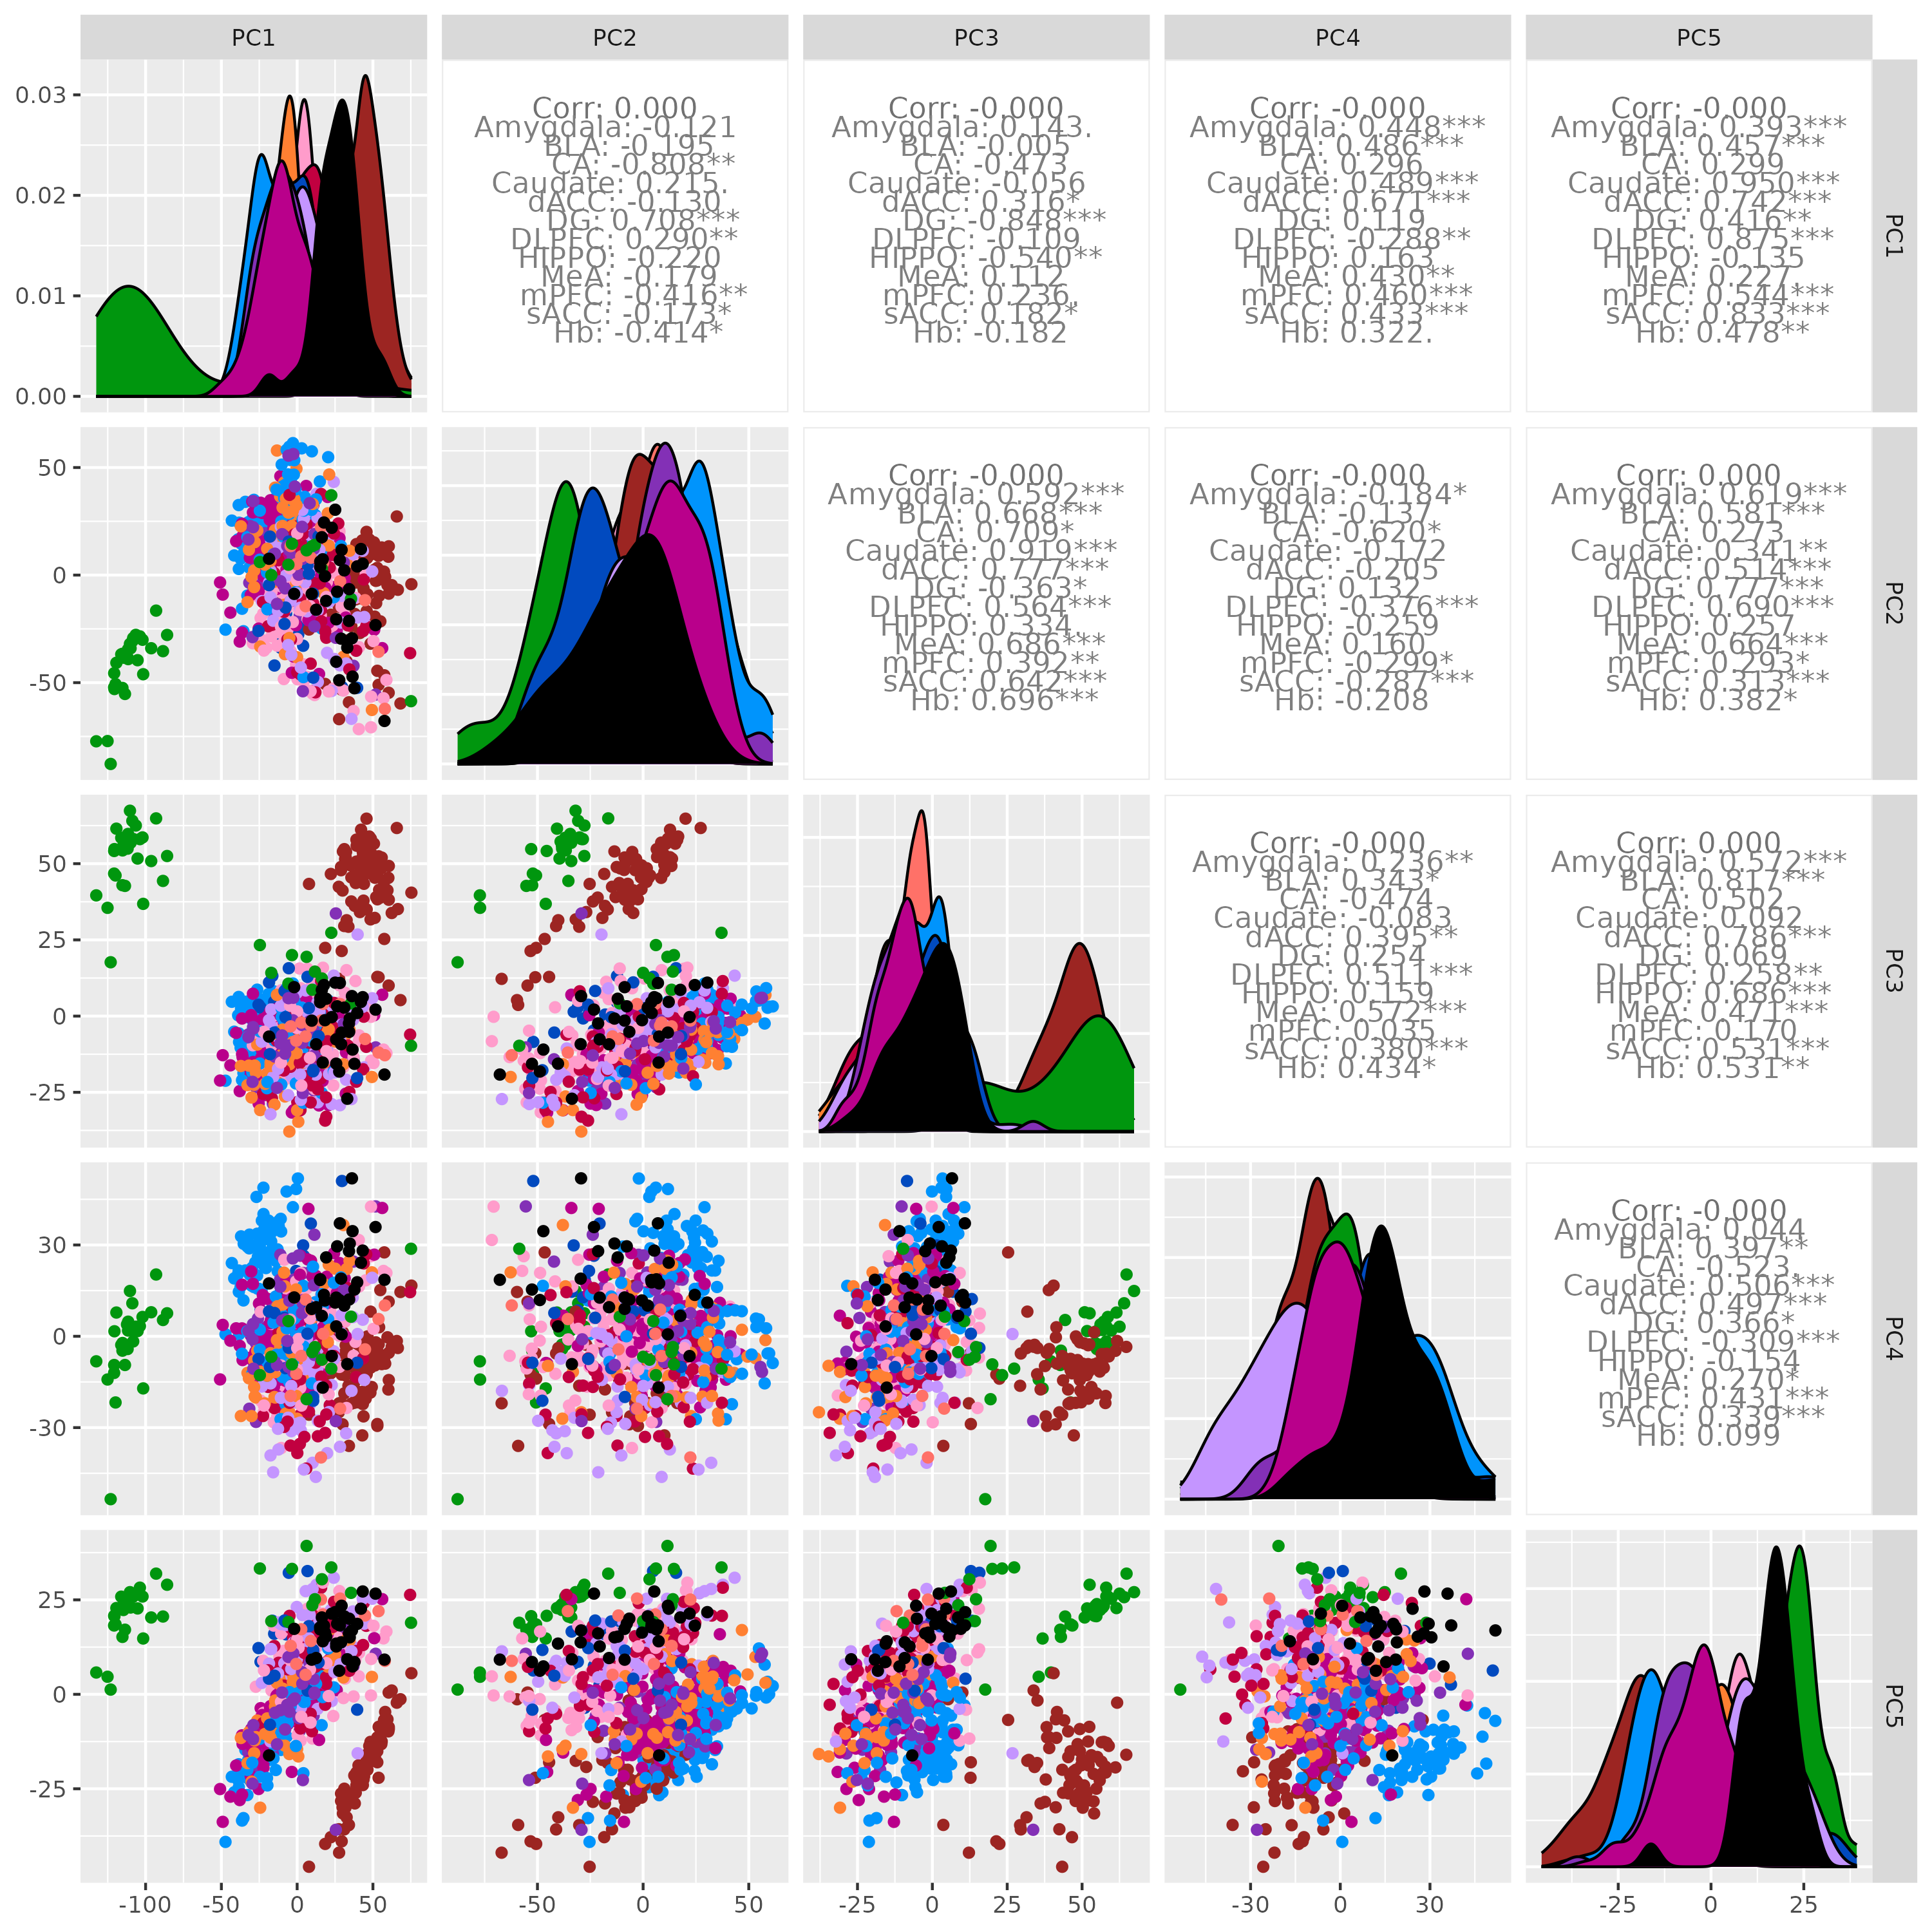 PC1
PC2
PC3
PC4
PC5
0.03
0.02
0.01
0.00
Corr: 0.000
Amygdala: -0.121
BLA: -0.195
CA: -0.808**
Caudate: 0.215.
dACC: -0.130
DG: 0.708***
DLPFC: 0.290**
HIPPO: -0.220
MeA: -0.179
mPFC: -0.416**
sACC: -0.173*
Hb: -0.414*
Corr: -0.000
Amygdala: 0.143.
BLA: -0.005
CA: -0.473
Caudate: -0.056
dACC: 0.316*
DG: -0.848***
DLPFC: -0.109
HIPPO: -0.540**
MeA: 0.112
mPFC: 0.236.
sACC: 0.182*
Hb: -0.182
Corr: -0.000
Amygdala: 0.448***
BLA: 0.486***
CA: 0.296
Caudate: 0.489***
dACC: 0.671***
DG: 0.119
DLPFC: -0.288**
HIPPO: 0.163
MeA: 0.430**
mPFC: 0.460***
sACC: 0.433***
Hb: 0.322.
Corr: -0.000
Amygdala: 0.393***
BLA: 0.457***
CA: 0.299
Caudate: 0.950***
dACC: 0.742***
DG: 0.416**
DLPFC: 0.875***
HIPPO: -0.135
MeA: 0.227.
mPFC: 0.544***
sACC: 0.833***
Hb: 0.478**
PC1
50
0
-50
Corr: -0.000
Amygdala: 0.592***
BLA: 0.668***
CA: 0.709*
Caudate: 0.919***
dACC: 0.777***
DG: -0.363*
DLPFC: 0.564***
HIPPO: 0.334.
MeA: 0.686***
mPFC: 0.392**
sACC: 0.642***
Hb: 0.696***
Corr: -0.000
Amygdala: -0.184*
BLA: -0.137
CA: -0.620*
Caudate: -0.172
dACC: -0.205
DG: 0.132
DLPFC: -0.376***
HIPPO: -0.259
MeA: 0.160
mPFC: -0.299*
sACC: -0.287***
Hb: -0.208
Corr: 0.000
Amygdala: 0.619***
BLA: 0.581***
CA: 0.273
Caudate: 0.341**
dACC: 0.514***
DG: 0.777***
DLPFC: 0.690***
HIPPO: 0.257
MeA: 0.664***
mPFC: 0.293*
sACC: 0.313***
Hb: 0.382*
PC2
50
25
0
-25
Corr: -0.000
Amygdala: 0.236**
BLA: 0.343*
CA: -0.474
Caudate: -0.083
dACC: 0.395**
DG: 0.254
DLPFC: 0.511***
HIPPO: 0.159
MeA: 0.572***
mPFC: 0.035
sACC: 0.380***
Hb: 0.434*
Corr: 0.000
Amygdala: 0.572***
BLA: 0.817***
CA: 0.502
Caudate: 0.092
dACC: 0.786***
DG: 0.069
DLPFC: 0.258**
HIPPO: 0.686***
MeA: 0.471***
mPFC: 0.170
sACC: 0.531***
Hb: 0.531**
PC3
30
0
-30
Corr: -0.000
Amygdala: 0.044
BLA: 0.397**
CA: -0.523.
Caudate: 0.506***
dACC: 0.497***
DG: 0.366*
DLPFC: -0.309***
HIPPO: -0.154
MeA: 0.270*
mPFC: 0.431***
sACC: 0.339***
Hb: 0.099
PC4
25
0
-25
PC5
-100 -50 0 50
-50 0 50
-25 0 25 50
-30 0 30
-25 0 25